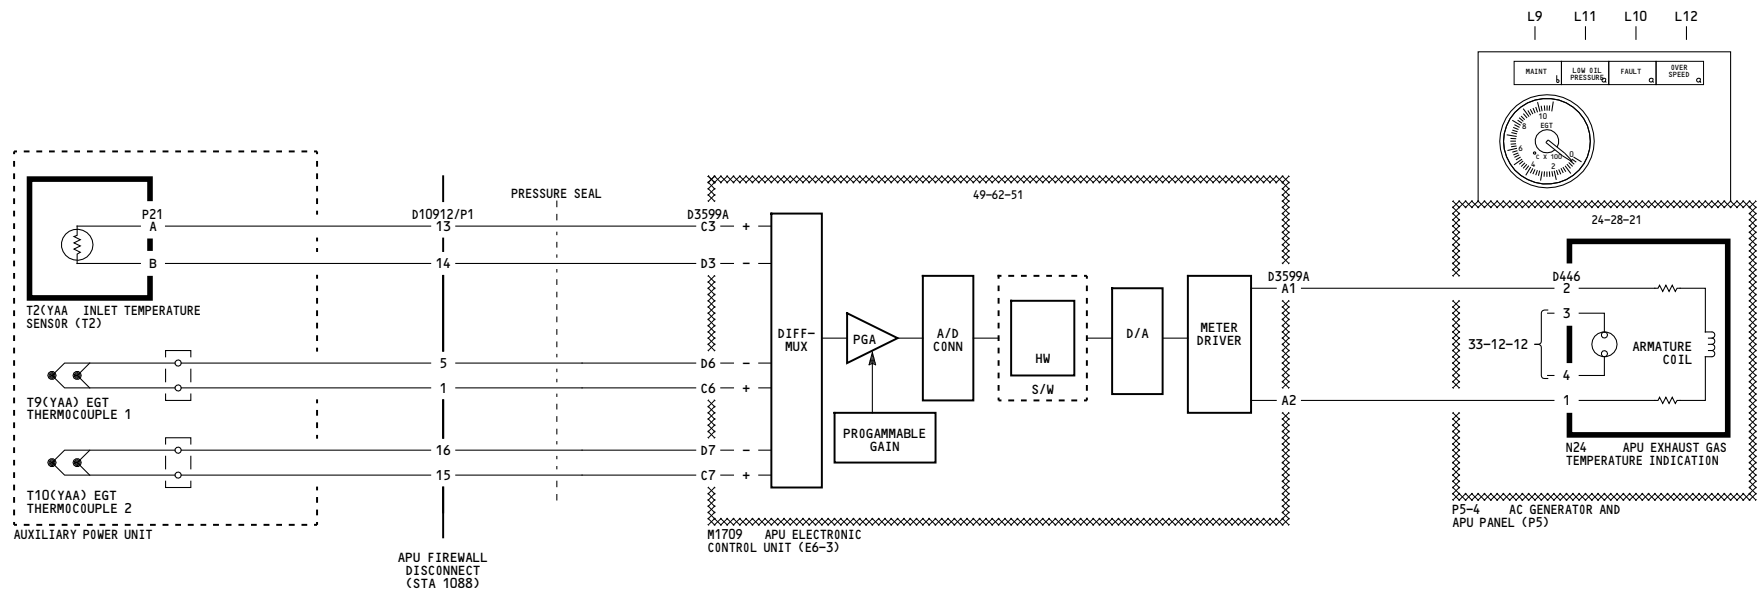 L9 L11 L10 L12
MAINT b
LOW OIL
PRESSURE a
FAULT a
OVER
SPEED a
10
8
EGT
6
°C X 100
4
2
0
PRESSURE SEAL
49-62-51
24-28-21
P21
A
B
T2(YAA INLET TEMPERATURE
SENSOR (T2)
D10912/P1
13
14
5
1
16
15
D3599A
C3 +
D3 -
D6 -
C6 +
D7 -
C7 +
DIFF-
MUX
PGA
PROGAMMABLE
GAIN
A/D
CONN
HW
S/W
D/A
METER
DRIVER
D3599A
A1
A2
D446
2
3
33-12-12
4
1
ARMATURE
COIL
N24 APU EXHAUST GAS
TEMPERATURE INDICATION
T9(YAA) EGT
THERMOCOUPLE 1
T10(YAA) EGT
THERMOCOUPLE 2
AUXILIARY POWER UNIT
APU FIREWALL
DISCONNECT
(STA 1088)
M1709 APU ELECTRONIC
CONTROL UNIT (E6-3)
P5-4 AC GENERATOR AND
APU PANEL (P5)